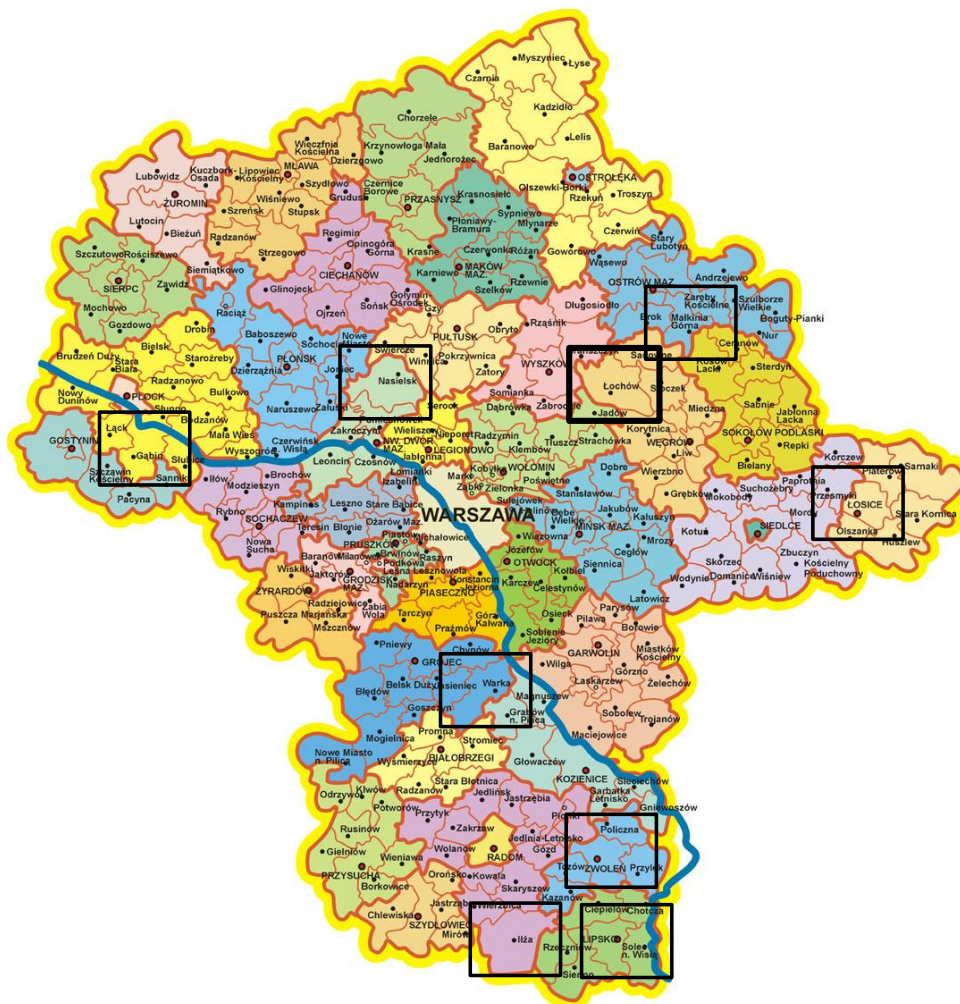 Myszyniec
Łyse
Czarnia
Kadzidło
Chorzele
Lelis
Baranowo
Więczfnia
Kościelna
Dzierzgowo
Krzynowłoga Mała
Jednorożec
Lubowidz
Kuczbork-
Osada
Lipowiec
Kościelny
MŁAWA
Szydłowo
Wiśniewo
Stupsk
Grudusk
Czernice
Borowe
PRZASNYSZ
Krasnosielc
Olszewki-Borki
OSTROŁĘKA
Rzekuń
Troszyn
ŻUROMIN
Szreńsk
Sypniewo
Młynarze
Płoniawy-
Bramura
Lutocin
Bieżuń
Radzanów
Strzegowo
Regimin
Opinogóra
Górna
Krasne
Czerwonka
Różan
Goworowo
Czerwin
Stary
Lubotyń
Wąsewo
Szczutowo
Rościszewo
Siemiątkowo
CIECHANÓW
Karniewo
MAKÓW
MAZ.
Rzewnie
Szelków
Andrzejewo
SIERPC
Zawidz
Glinojeck
Gołymin-
Ośrodek
Sońsk
Ojrzeń
OSTRÓW MAZ.
Długosiodło
Zaręby
Kościelne
Szulborze
Wielkie
Mochowo
Gozdowo
Raciąż
Gzy
Brok
Małkinia
Górna
Boguty-Pianki
Nur
Drobin
Baboszewo
Sochocin
Nowe
Miasto
PUŁTUSK
Obryte
Rząśnik
Ceranów
Brudzeń Duży
Bielsk
Staroźreby
PŁOŃSK
Joniec
Świercze
Winnica
Pokrzywnica
Zatory
WYSZKÓW
Sadowne
Kosów
Lacki
Sterdyń
Stara
Biała
Radzanowo
Dzierzążnia
Nasielsk
Łochów
Stoczek
Nowy
Duninów
PŁOCK
Bulkowo
Naruszewo
Załuski
Somianka
Zabrodzie
Jadów
Miedzna
Sabnie
Jabłonna
Lacka
Słupno
Bodzanów
Mała Wieś
Serock
Dąbrówka
Korytnica
Repki
GOSTYNIN
Łąck
Gąbin
Słubice
Wyszogród
Czerwińsk
n. Wisłą
Zakroczym
NW. DWÓR
MAZ.
Wieliszew
Nieporęt
Radzymin
Tłuszcz
Strachówka
WĘGRÓW
Liw
SOKOŁÓW PODLASKI
Bielany
Szczawin
Kościelny
Sanniki
Pacyna
Iłów
Brochów
Leoncin
Czosnów
Jabłonna
LEGIONOWO
Klembów
WOŁOMIN
Dobre
Wierzbno
Grębków
Korczew
Platerów
Sarnaki
Młodzieszyn
Łomianki
Izabelin
Kobyłka
Marki
Ząbki
Zielonka
Poświętne
Stanisławów
Suchożebry
Paprotnia
Przesmyki
Mokobody
Mordy
ŁOSICE
Rybno
SOCHACZEW
Kampinos
Leszno
Stare Babice
WARSZAWA
Sulejówek
Dębe
Wielkie
Jakubów
Kałuszyn
Kotuń
SIEDLCE
Stara Kornica
Teresin
Błonie
Ożarów Maz.
Michałowice
Wiązowna
MIŃSK MAZ.
Mrozy
Olszanka
Huszlew
Nowa
Sucha
Baranów
Milanówek
PRUSZKÓW
Piastów
Brwinów
Podkowa
Leśna
Raszyn
Lesznowola
Nadarzyn
Józefów
OTWOCK
Cegłów
Siennica
Skórzec
Zbuczyn
Kościelny
Poduchowny
Wiskitki
Jaktorów
GRODZISK
MAZ.
Konstancin
Jeziorna
Karczew
Kołbiel
Celestynów
Latowicz
Wodynie
Domanice
Wiśniew
ŻYRARDÓW
Radziejowice
Żabia
Wola
PIASECZNO
Parysów
Puszcza Mariańska
Mszczonów
Tarczyn
Prażmów
Góra
Kalwaria
Osieck
Sobienie
Jeziory
Pilawa
Borowie
Pniewy
GRÓJEC
Chynów
GARWOLIN
Miastków
Kościelny
Wilga
Górzno
Łaskarzew
Żelechów
Błędów
Belsk Duży
Jasieniec
Warka
Magnuszew
Goszczyn
Grabów
n. Pilicą
Sobolew
Trojanów
Mogielnica
Promna
Stromiec
Maciejowice
Nowe Miasto
n. Pilicą
Wyśmierzyce
BIAŁOBRZEGI
Głowaczów
Radzanów
Stara Błotnica
KOZIENICE
Sieciechów
Garbatka
Letnisko
Gniewoszów
Odrzywół
Klwów
Potworów
Jedlińsk
Jastrzębia
Pionki
Przytyk
Zakrzew
Policzna
Rusinów
Jedlnia-Letnisko
Gielniów
Wieniawa
Wolanów
RADOM
Gózd
ZWOLEŃ
Przyłęk
Tczów
PRZYSUCHA
Borkowice
Orońsko
Kowala
Skaryszew
Kazanów
Chlewiska
Jastrząb
SZYDŁOWIEC
Mirów
Wierzbica
Ciepielów
Chotcza
Iłża
LIPSKO
Rzeczniów
Solec
n. Wisłą
Sienno